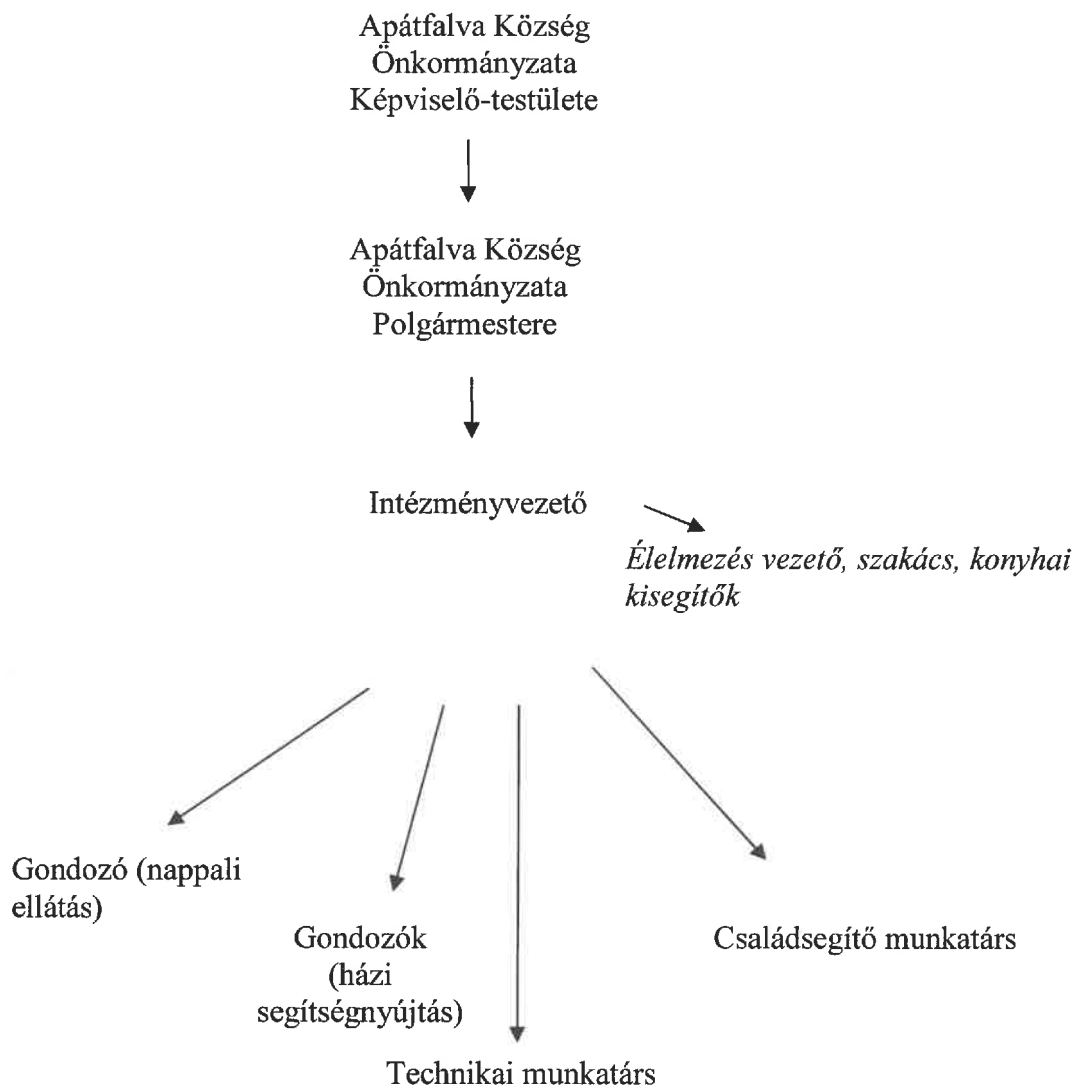 Apátfalva Község
Önkormányzata
Képviselő-testülete
Apátfalva Község
Önkormányzata
Polgármestere
Intézményvezető
Élelmezés vezető, szakács, konyhai
kisegítők
Gondozó (nappali
ellátás)
Gondozók
(házi
segítségnyújtás)
Családsegítő munkatárs
Technikai munkatárs